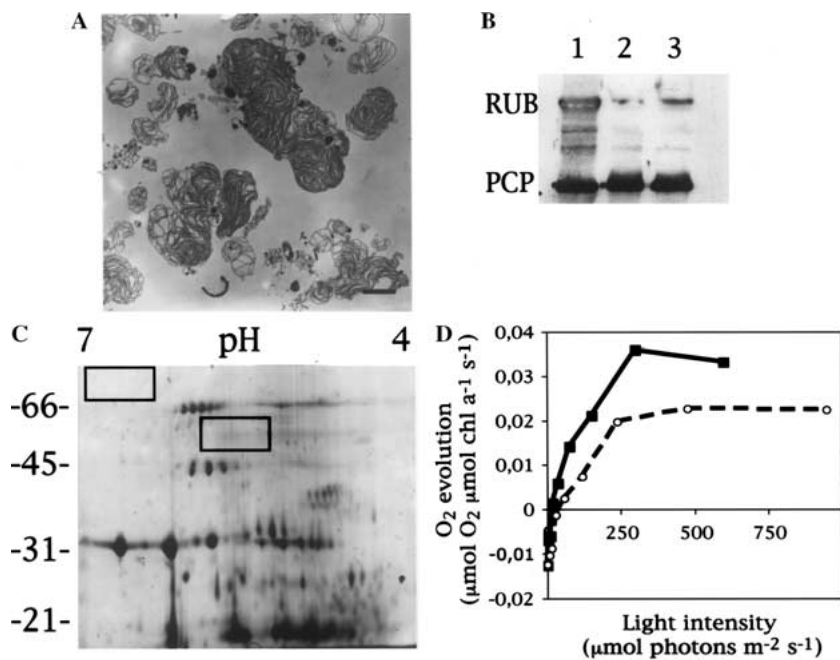 A
B
1 2 3
RUB
PCP
C
7 pH 4
-66-
-45-
-31-
-21-
D
0,04
0,03
0,02
0,01
0
-0,01
-0,02
250 500 750
O₂ evolution
(μmol O₂ μmol chl a⁻¹ s⁻¹)
Light intensity
(μmol photons m⁻² s⁻¹)